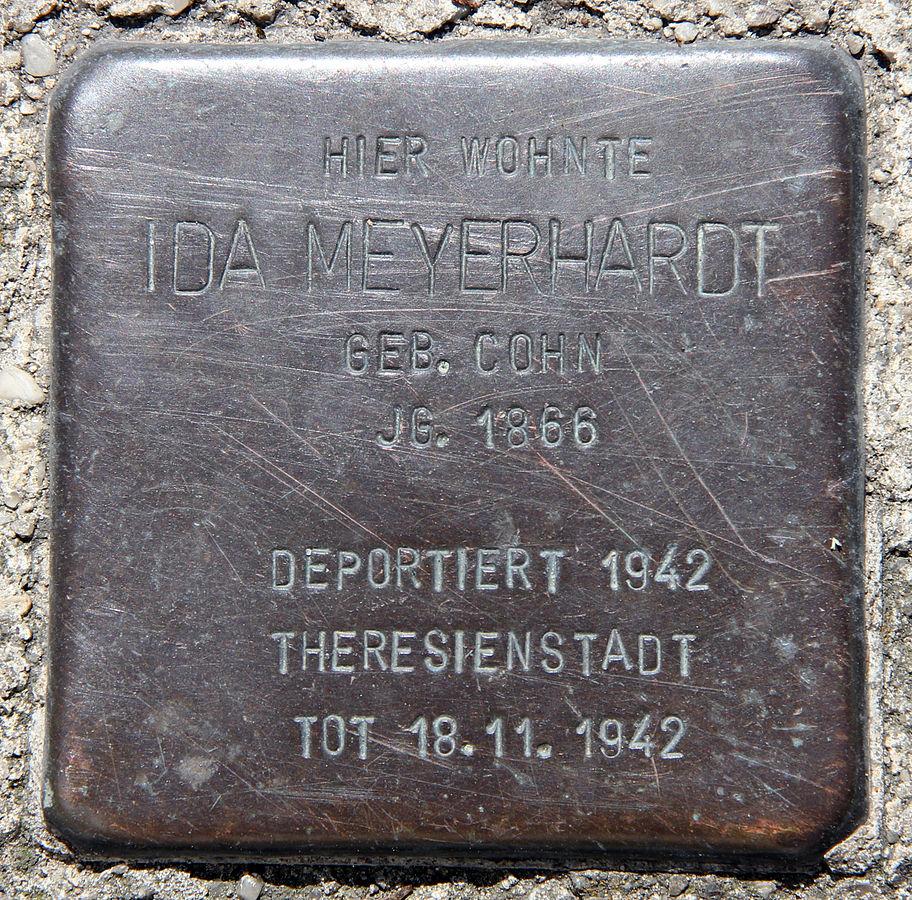 HIER WOHNTE
IDA MEYERHARDT
GEB. COHN
JG. 1866
DEPORTIERT 1942
THERESIENSTADT
TOT 18.11. 1942